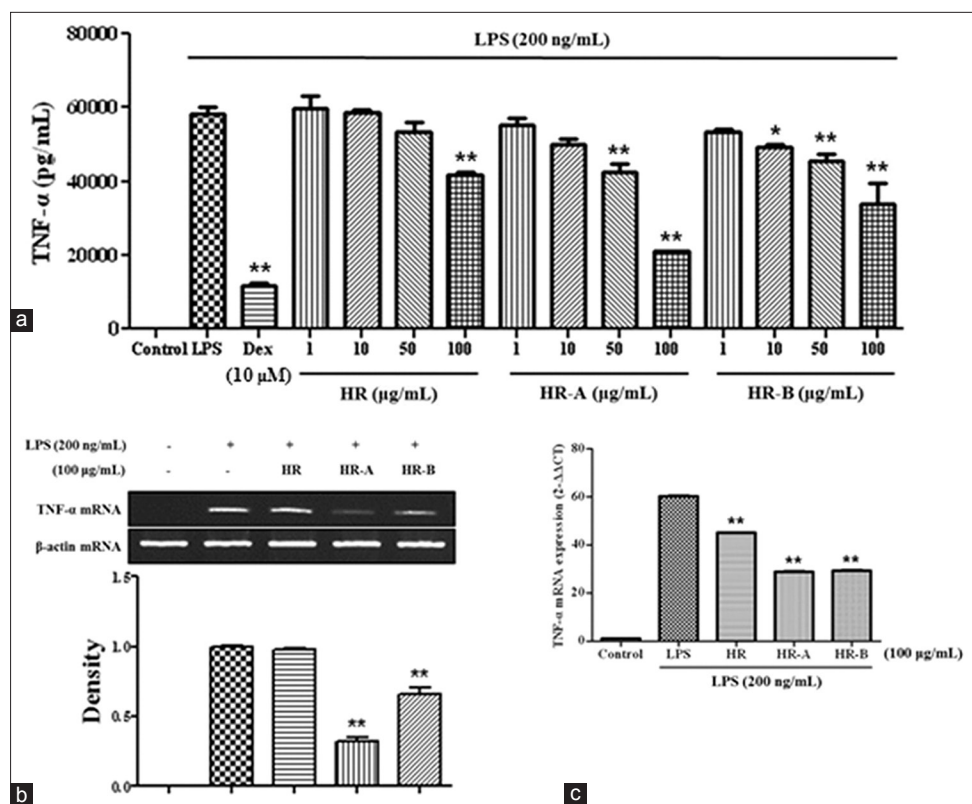 LPS (200 ng/mL)
80000
60000
40000
20000
0
TNF-α (pg/mL)
** ** ** ** * ** **
Control LPS Dex 1 10 50 100 1 10 50 100 1 10 50 100
(10 μM)
HR (μg/mL) HR-A (μg/mL) HR-B (μg/mL)
a
LPS (200 ng/mL) - + + + +
(100 μg/mL) - - HR HR-A HR-B
TNF-α mRNA
β-actin mRNA
1.5
1.0
0.5
0.0
Density
** **
b
80
60
40
20
0
TNF-α mRNA expression (2-ΔΔCT)
** ** **
Control LPS HR HR-A HR-B (100 μg/mL)
LPS (200 ng/mL)
c